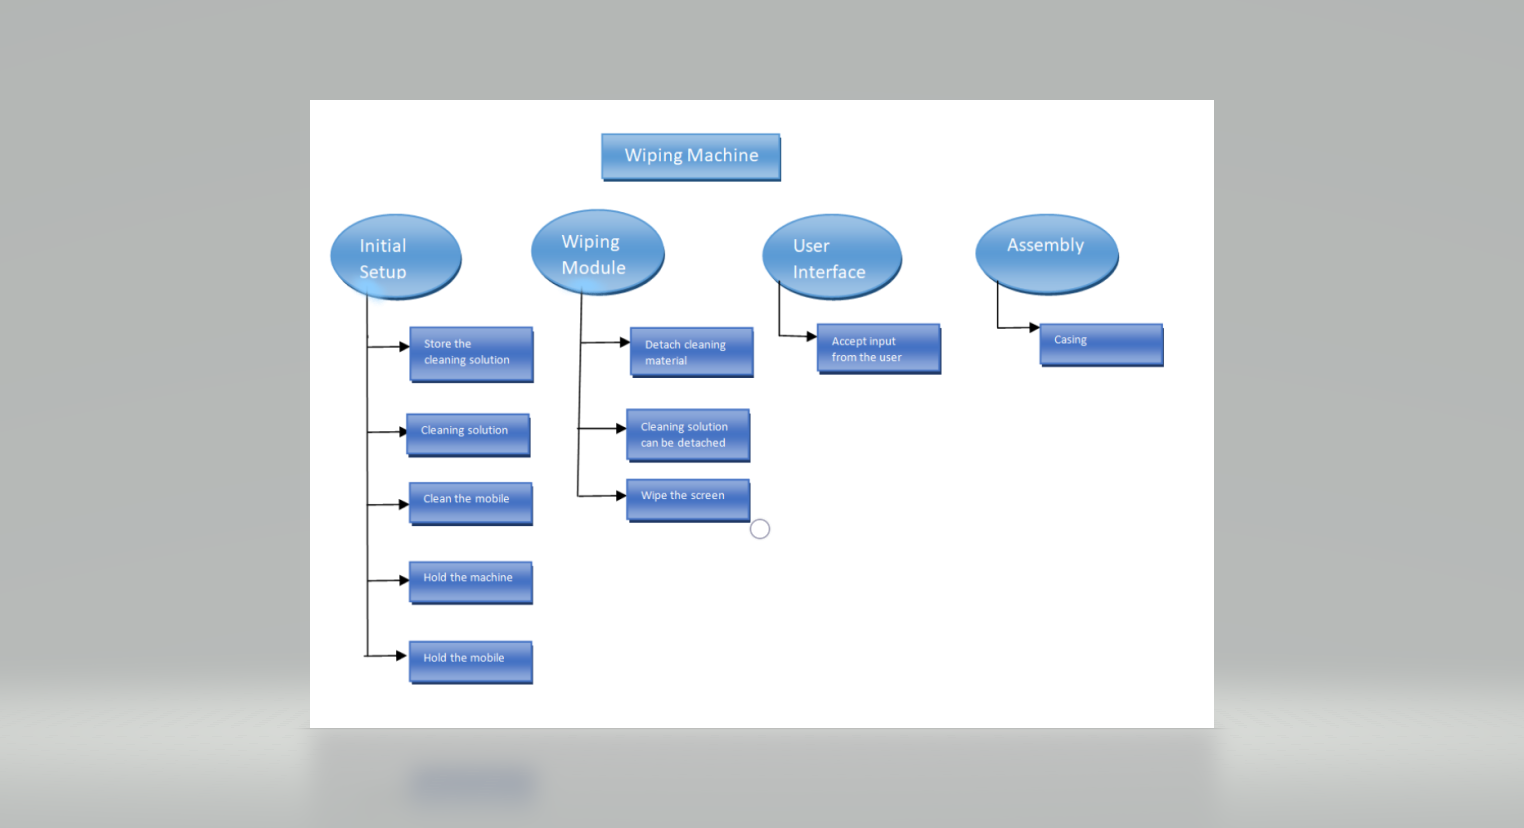 Wiping Machine
Initial
Setup
Store the
cleaning solution
Cleaning solution
Clean the mobile
Hold the machine
Hold the mobile
Wiping
Module
Detach cleaning
material
Cleaning solution
can be detached
Wipe the screen
User
Interface
Accept input
from the user
Assembly
Casing